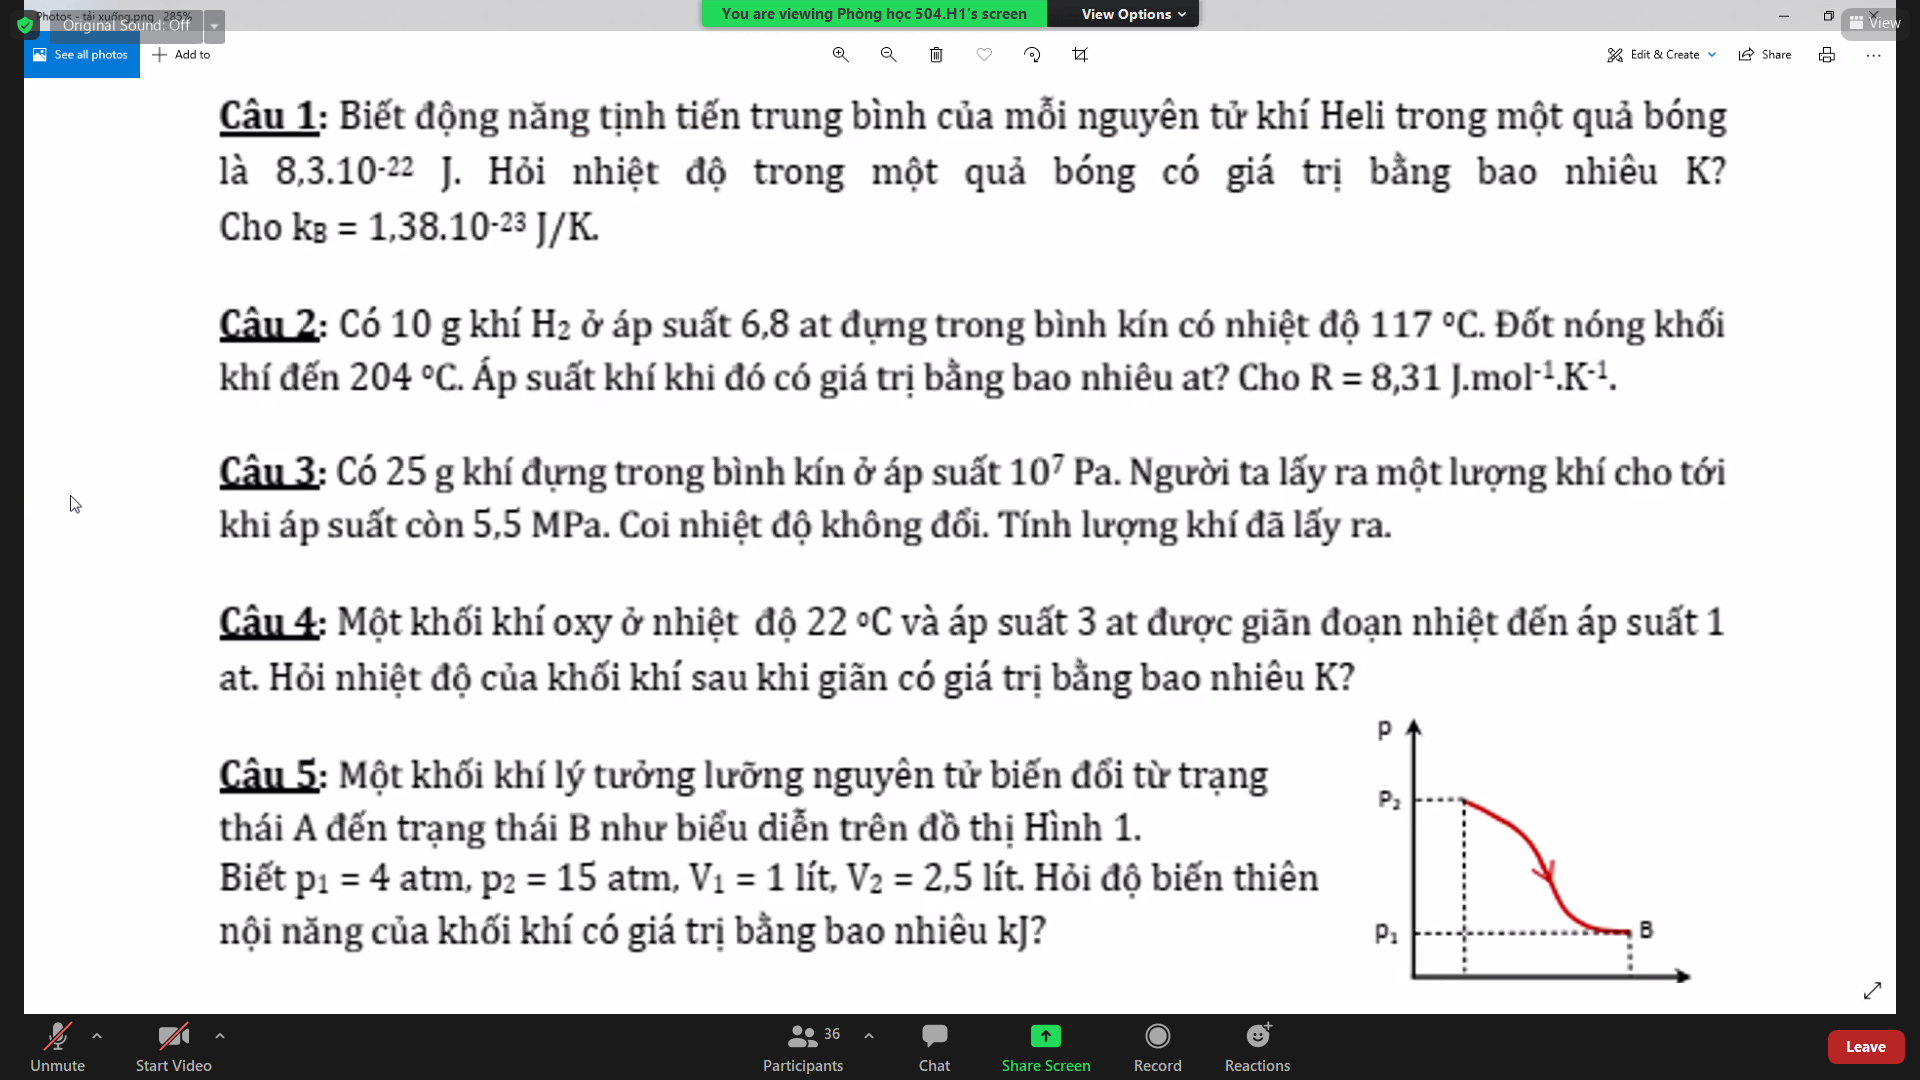 Photos - tải xuống.png 285%
Original Sound: Off
You are viewing Phòng học 504.H1's screen
View Options
View
See all photos
Add to
Edit & Create
Share
Câu 1: Biết động năng tịnh tiến trung bình của mỗi nguyên tử khí Heli trong một quả bóng
là 8,3.10⁻²² J. Hỏi nhiệt độ trong một quả bóng có giá trị bằng bao nhiêu K?
Cho k_B = 1,38.10⁻²³ J/K.
Câu 2: Có 10 g khí H₂ ở áp suất 6,8 at đựng trong bình kín có nhiệt độ 117 ⁰C. Đốt nóng khối
khí đến 204 ⁰C. Áp suất khí khi đó có giá trị bằng bao nhiêu at? Cho R = 8,31 J.mol⁻¹.K⁻¹.
Câu 3: Có 25 g khí đựng trong bình kín ở áp suất 10⁷ Pa. Người ta lấy ra một lượng khí cho tới
khi áp suất còn 5,5 MPa. Coi nhiệt độ không đổi. Tính lượng khí đã lấy ra.
Câu 4: Một khối khí oxy ở nhiệt độ 22 ⁰C và áp suất 3 at được giãn đoạn nhiệt đến áp suất 1
at. Hỏi nhiệt độ của khối khí sau khi giãn có giá trị bằng bao nhiêu K?
Câu 5: Một khối khí lý tưởng lưỡng nguyên tử biến đổi từ trạng
thái A đến trạng thái B như biểu diễn trên đồ thị Hình 1.
Biết p₁ = 4 atm, p₂ = 15 atm, V₁ = 1 lít, V₂ = 2,5 lít. Hỏi độ biến thiên
nội năng của khối khí có giá trị bằng bao nhiêu kJ?
p
P₂
P₁
B
Unmute
Start Video
36
Participants
Chat
Share Screen
Record
Reactions
Leave